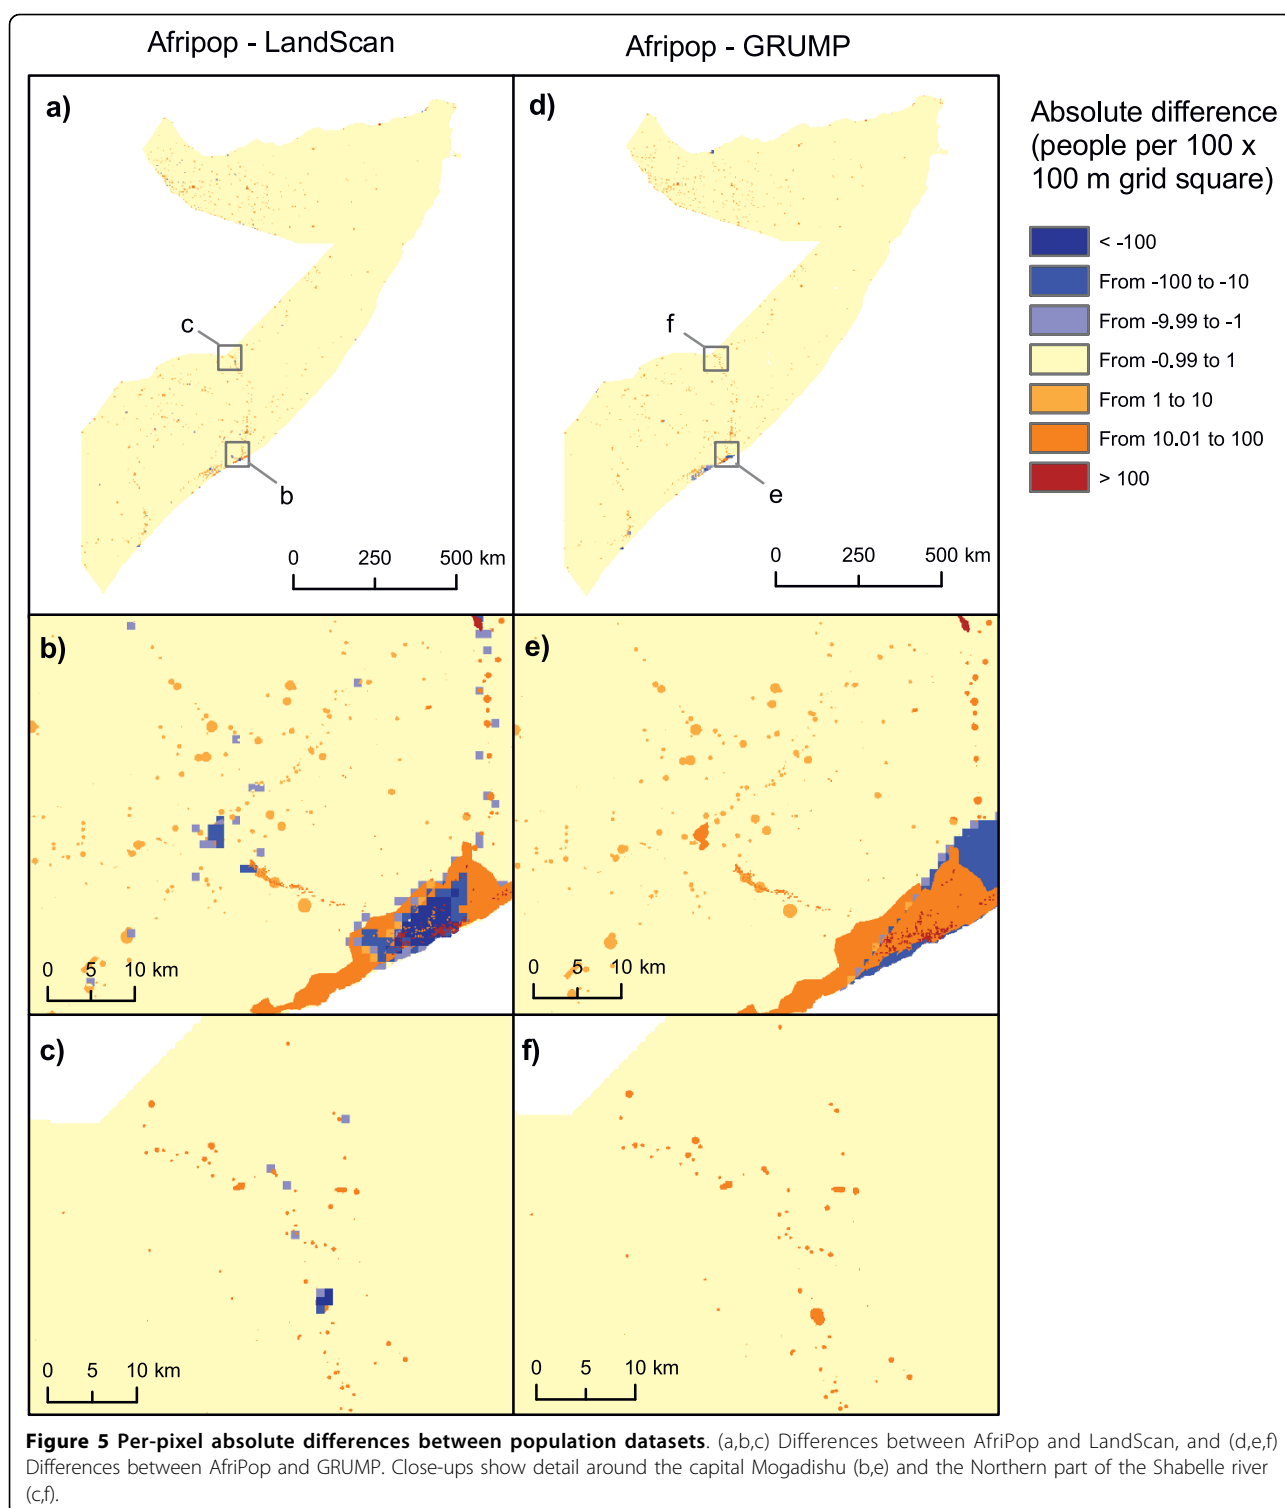 Afripop - LandScan
Afripop - GRUMP
a)
c
b
0 250 500 km
d)
f
e
0 250 500 km
Absolute difference
(people per 100 x
100 m grid square)
< -100
From -100 to -10
From -9.99 to -1
From -0.99 to 1
From 1 to 10
From 10.01 to 100
> 100
b)
0 5 10 km
e)
0 5 10 km
c)
0 5 10 km
f)
0 5 10 km
Figure 5 Per-pixel absolute differences between population datasets. (a,b,c) Differences between AfriPop and LandScan, and (d,e,f)
Differences between AfriPop and GRUMP. Close-ups show detail around the capital Mogadishu (b,e) and the Northern part of the Shabelle river
(c,f).